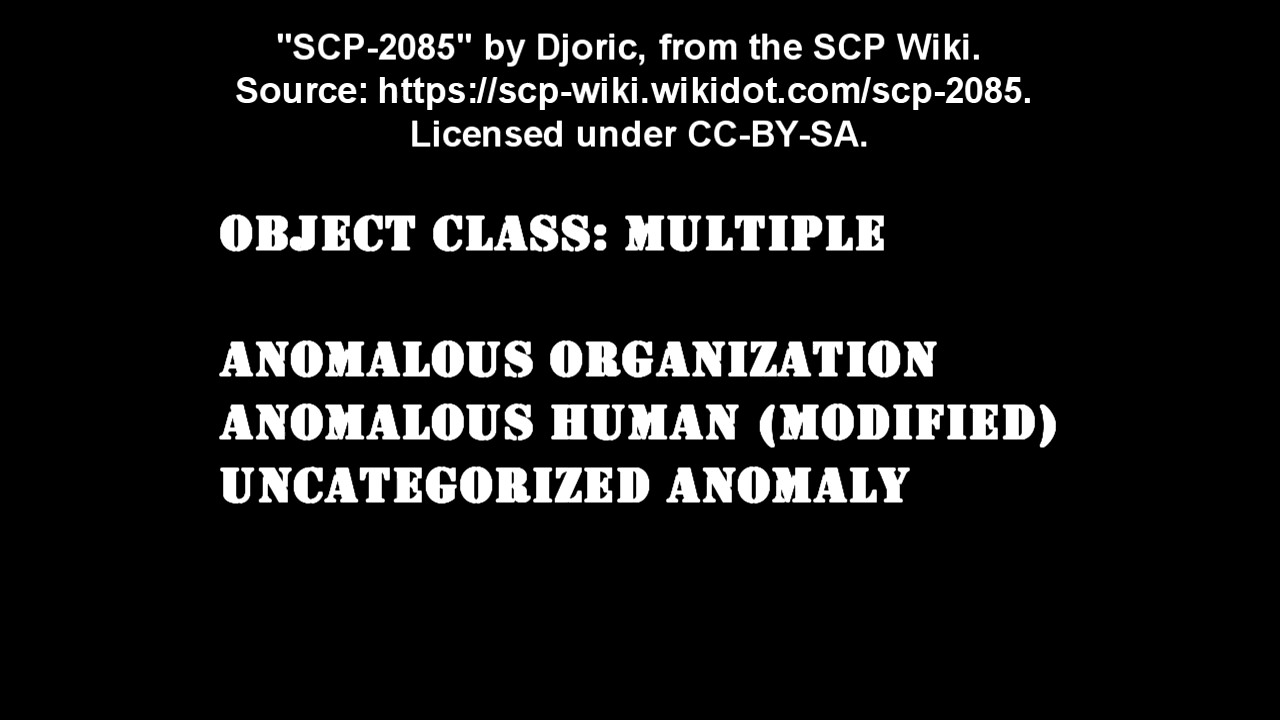 "SCP-2085" by Djoric, from the SCP Wiki.
Source: https://scp-wiki.wikidot.com/scp-2085.
Licensed under CC-BY-SA.
OBJECT CLASS: MULTIPLE
ANOMALOUS ORGANIZATION
ANOMALOUS HUMAN (MODIFIED)
UNCATEGORIZED ANOMALY